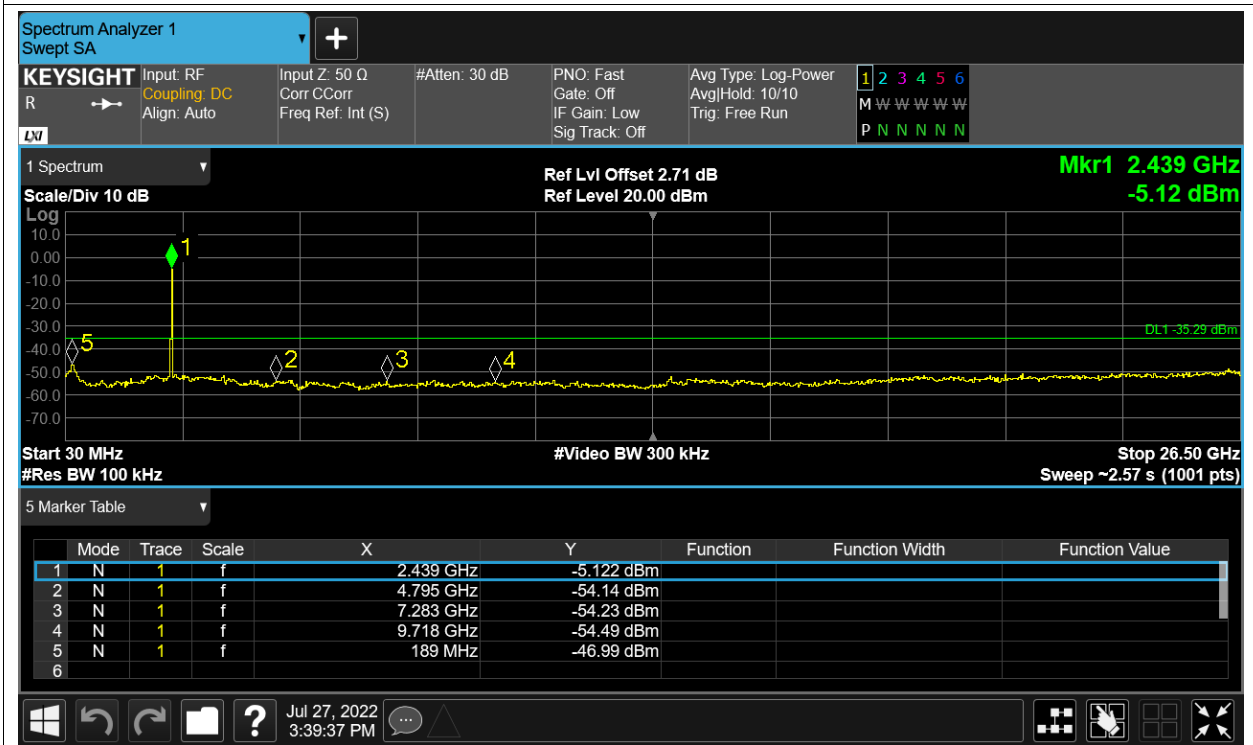 Spectrum Analyzer 1
Swept SA
+
KEYSIGHT Input: RF Input Z: 50 Ω #Atten: 30 dB PNO: Fast Avg Type: Log-Power 1 2 3 4 5 6
R Coupling: DC Corr CCorr Gate: Off Avg|Hold: 10/10 M W W W W W
Align: Auto Freq Ref: Int (S) IF Gain: Low Trig: Free Run
LXI Sig Track: Off P N N N N N
1 Spectrum Ref Lvl Offset 2.71 dB Mkr1 2.439 GHz
Scale/Div 10 dB Ref Level 20.00 dBm -5.12 dBm
Log
10.0
1
0.00
-10.0
-20.0
-30.0
DL1 -35.29 dBm
5
-40.0
2 3 4
-50.0
-60.0
-70.0
Start 30 MHz #Video BW 300 kHz Stop 26.50 GHz
#Res BW 100 kHz Sweep ~2.57 s (1001 pts)
5 Marker Table
Mode Trace Scale X Y Function Function Width Function Value
1 N 1 f 2.439 GHz -5.122 dBm
2 N 1 f 4.795 GHz -54.14 dBm
3 N 1 f 7.283 GHz -54.23 dBm
4 N 1 f 9.718 GHz -54.49 dBm
5 N 1 f 189 MHz -46.99 dBm
6
? Jul 27, 2022
3:39:37 PM